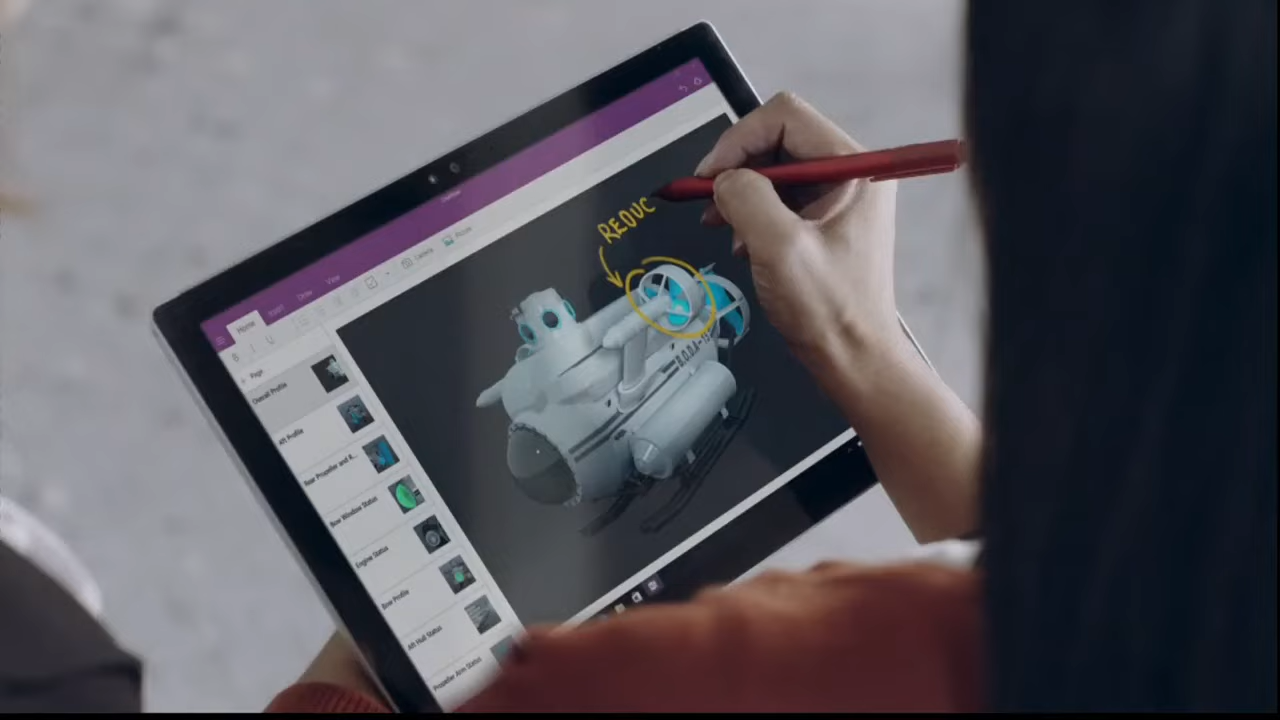 Home
Insert
Draw
View
B I U
Camera
Page
Overall Profile
Aft Profile
Rear Propeller and R...
Bow Window Status
Engine Status
Bow Profile
Aft Hull Status
Propeller Arm Status
REDUC